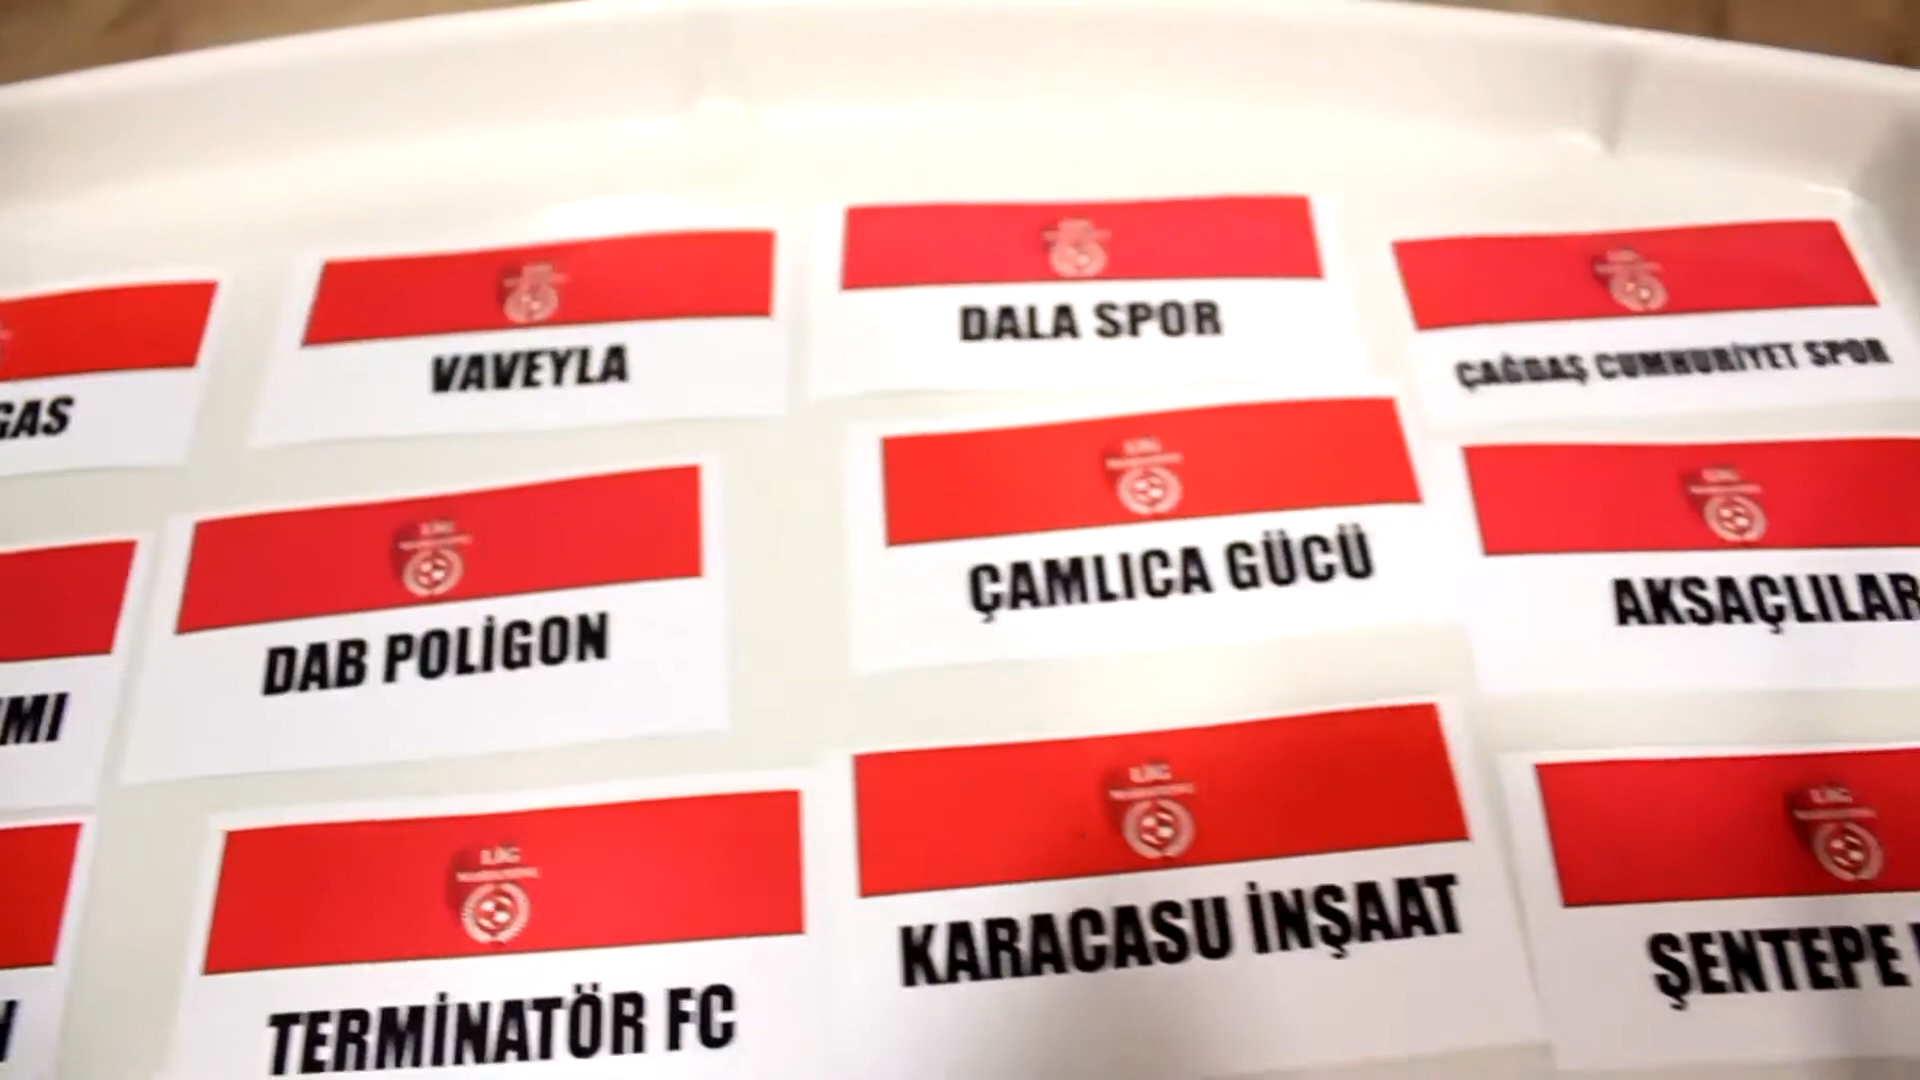 VAVEYLA
DALA SPOR
ÇAĞDAŞ CUMHURİYET SPOR
DAB POLİGON
ÇAMLICA GÜCÜ
AKSAÇLILAR
TERMİNATÖR FC
KARACASU İNŞAAT
ŞENTEPE